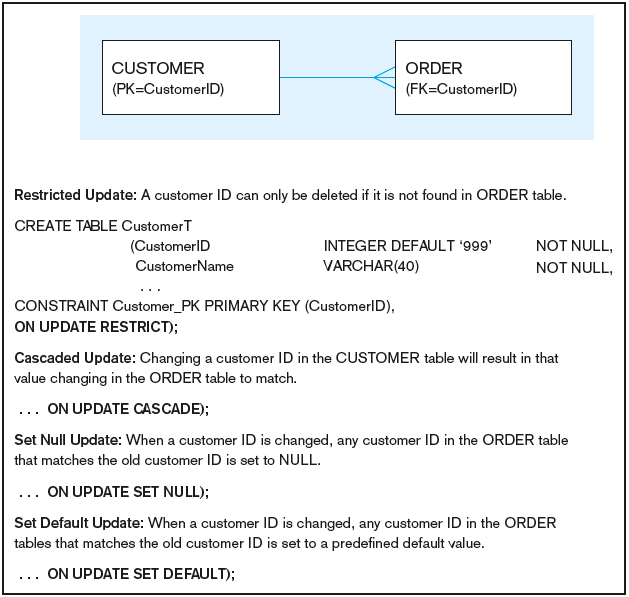 CUSTOMER
(PK=CustomerID)
ORDER
(FK=CustomerID)
Restricted Update: A customer ID can only be deleted if it is not found in ORDER table.
CREATE TABLE CustomerT
(CustomerID INTEGER DEFAULT ‘999’ NOT NULL,
CustomerName VARCHAR(40) NOT NULL,
. . .
CONSTRAINT Customer_PK PRIMARY KEY (CustomerID),
ON UPDATE RESTRICT);
Cascaded Update: Changing a customer ID in the CUSTOMER table will result in that
value changing in the ORDER table to match.
. . . ON UPDATE CASCADE);
Set Null Update: When a customer ID is changed, any customer ID in the ORDER table
that matches the old customer ID is set to NULL.
. . . ON UPDATE SET NULL);
Set Default Update: When a customer ID is changed, any customer ID in the ORDER
tables that matches the old customer ID is set to a predefined default value.
. . . ON UPDATE SET DEFAULT);